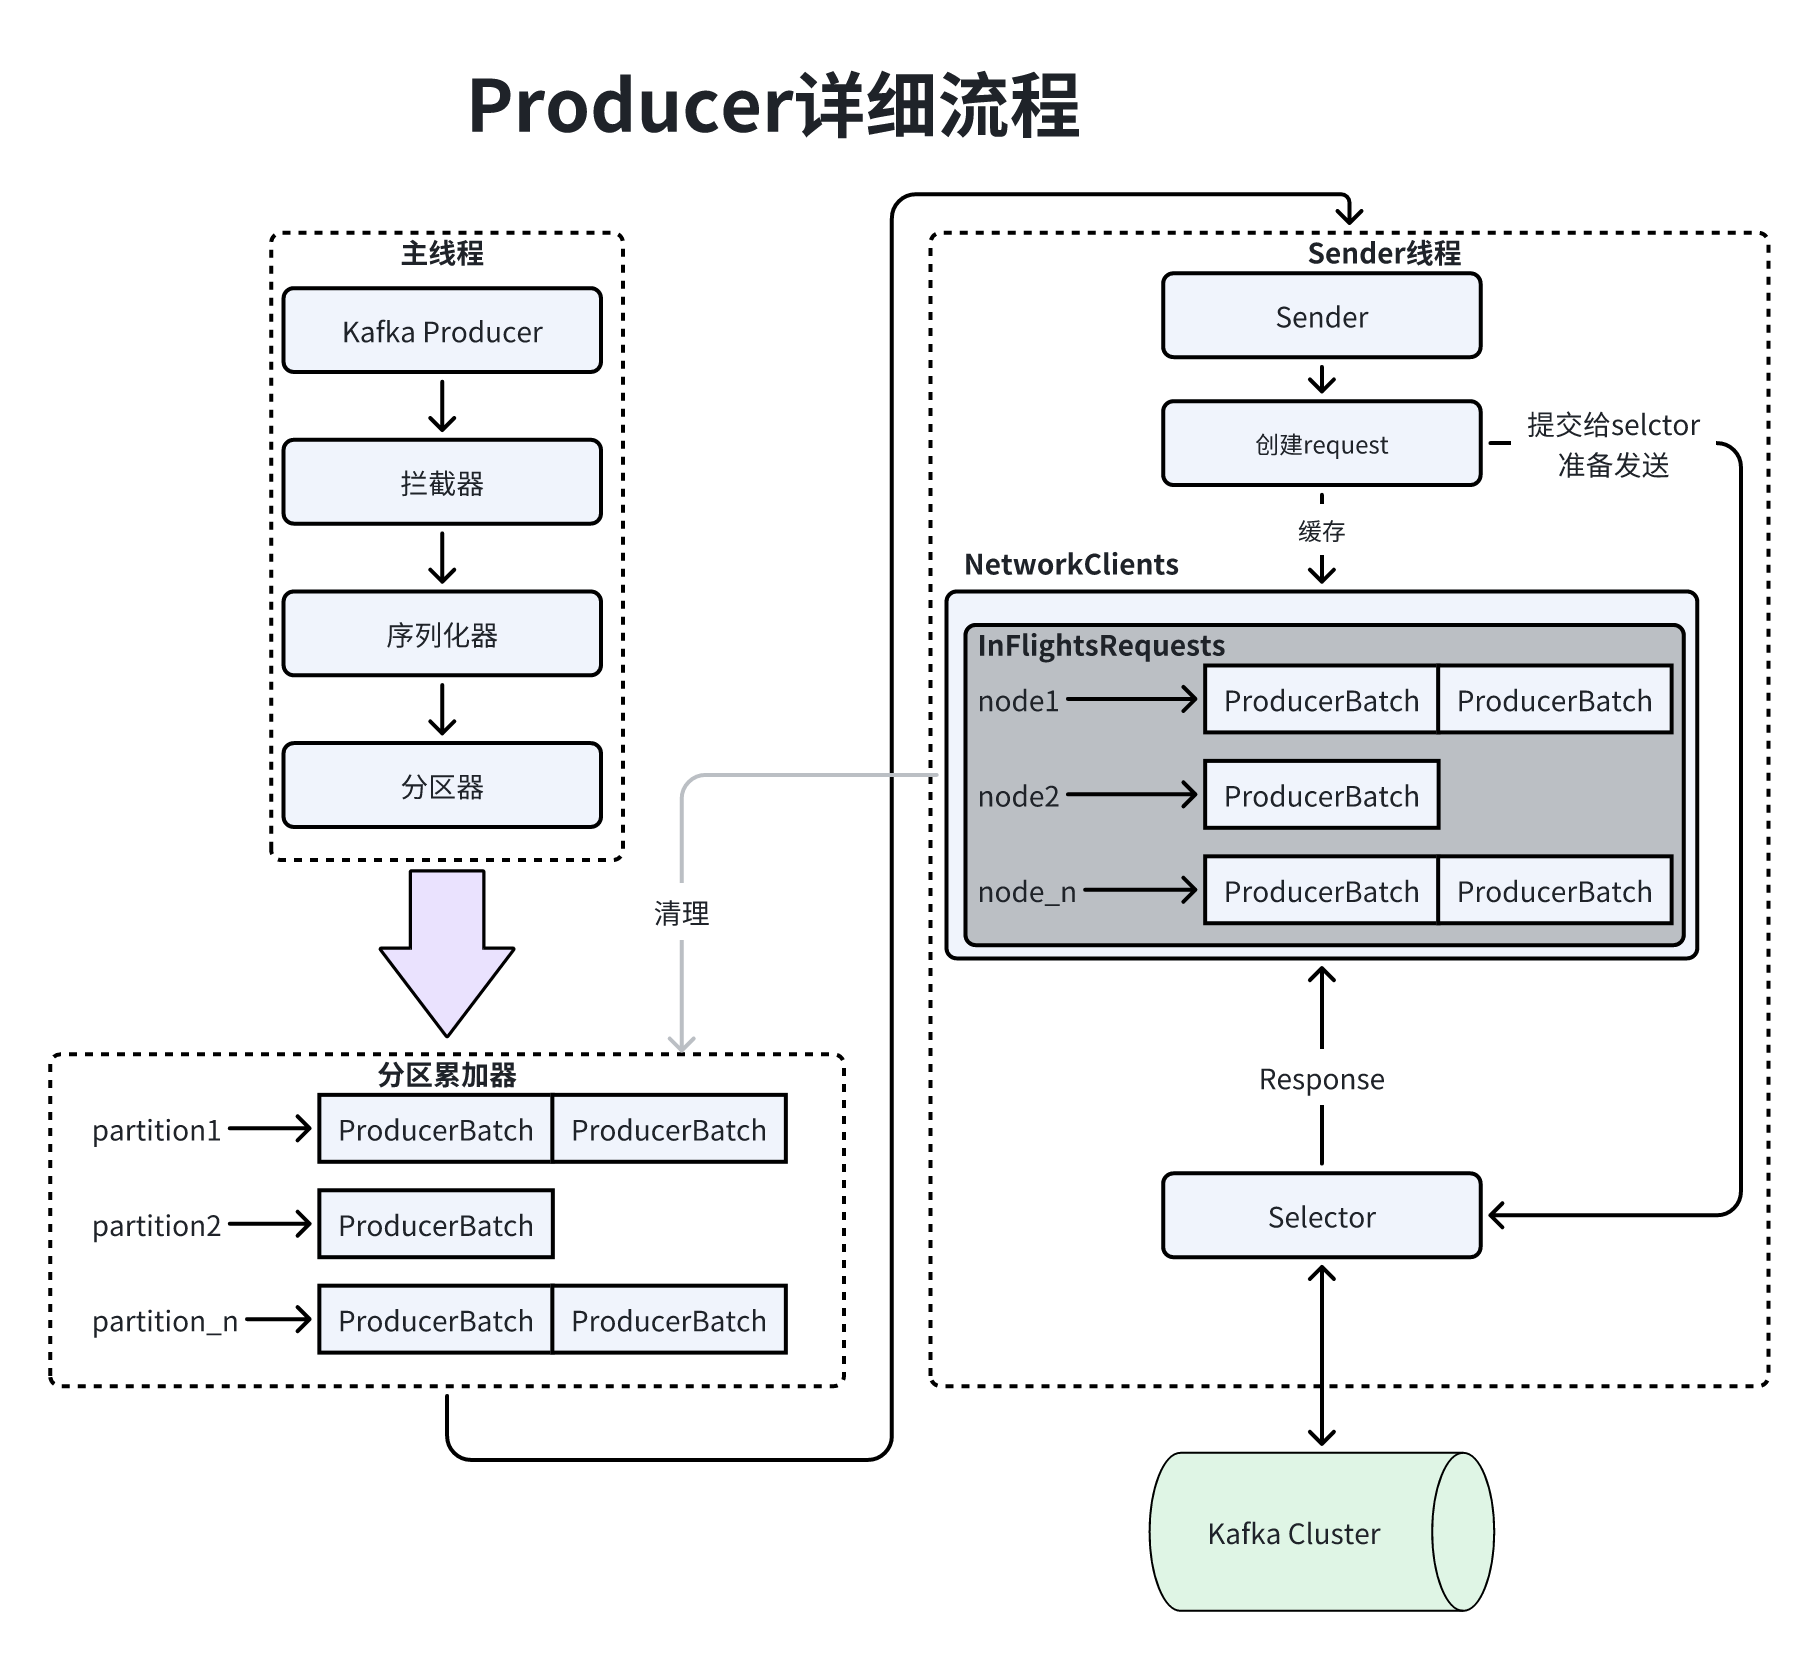 Producer详细流程
主线程
Kafka Producer
拦截器
序列化器
分区器
清理
分区累加器
partition1
ProducerBatch
ProducerBatch
partition2
ProducerBatch
partition_n
ProducerBatch
ProducerBatch
Sender线程
Sender
创建request
提交给selctor
准备发送
缓存
NetworkClients
InFlightsRequests
node1
ProducerBatch
ProducerBatch
node2
ProducerBatch
node_n
ProducerBatch
ProducerBatch
Response
Selector
Kafka Cluster